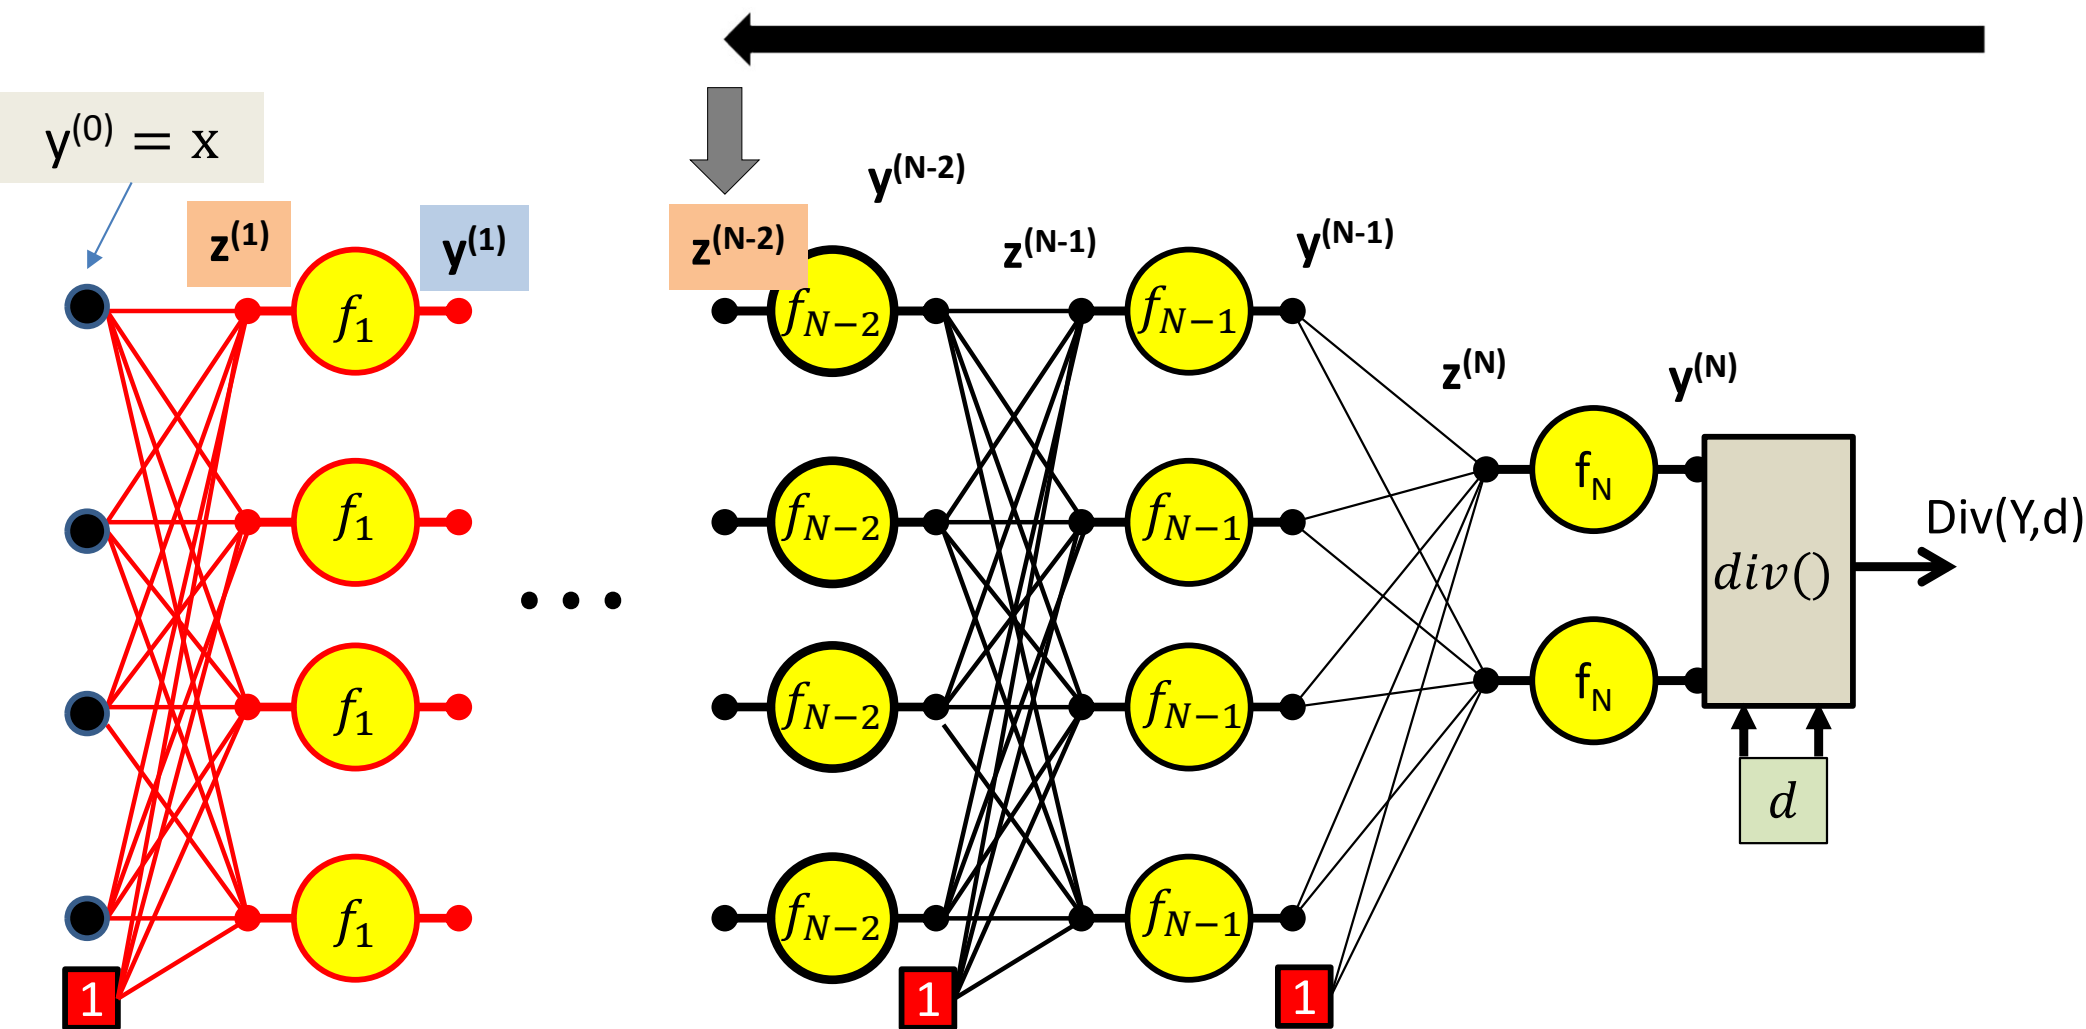 y(0) = x
z(1)
y(1)
z(N-2)
y(N-2)
z(N-1)
y(N-1)
z(N)
y(N)
f1
fN−2
fN−1
f1
fN−2
fN−1
f1
fN−2
fN−1
f1
fN−2
fN−1
fN
fN
div()
Div(Y,d)
d
1
1
1